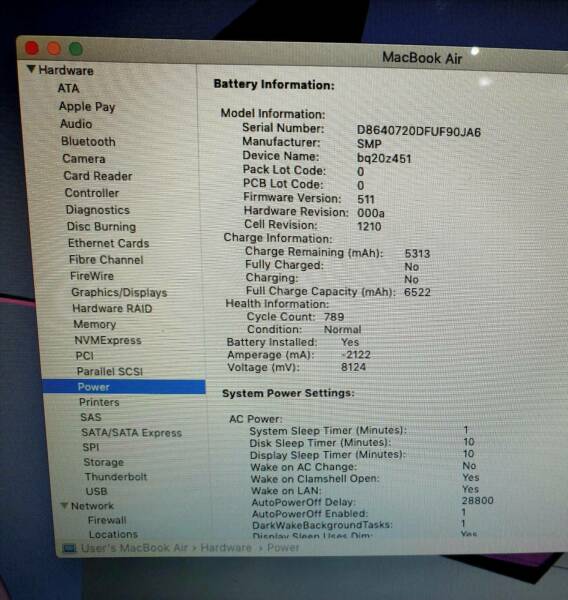 MacBook Air
Hardware
ATA
Apple Pay
Audio
Bluetooth
Camera
Card Reader
Controller
Diagnostics
Disc Burning
Ethernet Cards
Fibre Channel
FireWire
Graphics/Displays
Hardware RAID
Memory
NVMExpress
PCI
Parallel SCSI
Power
Printers
SAS
SATA/SATA Express
SPI
Storage
Thunderbolt
USB
Network
Firewall
Locations
Battery Information:
Model Information:
Serial Number: D8640720DFUF90JA6
Manufacturer: SMP
Device Name: bq20z451
Pack Lot Code: 0
PCB Lot Code: 0
Firmware Version: 511
Hardware Revision: 000a
Cell Revision: 1210
Charge Information:
Charge Remaining (mAh): 5313
Fully Charged: No
Charging: No
Full Charge Capacity (mAh): 6522
Health Information:
Cycle Count: 789
Condition: Normal
Battery Installed: Yes
Amperage (mA): -2122
Voltage (mV): 8124
System Power Settings:
AC Power:
System Sleep Timer (Minutes): 1
Disk Sleep Timer (Minutes): 10
Display Sleep Timer (Minutes): 10
Wake on AC Change: No
Wake on Clamshell Open: Yes
Wake on LAN: Yes
AutoPowerOff Delay: 28800
AutoPowerOff Enabled: 1
DarkWakeBackgroundTasks: 1
Display Sleep Uses Dim: Yes
User's MacBook Air › Hardware › Power